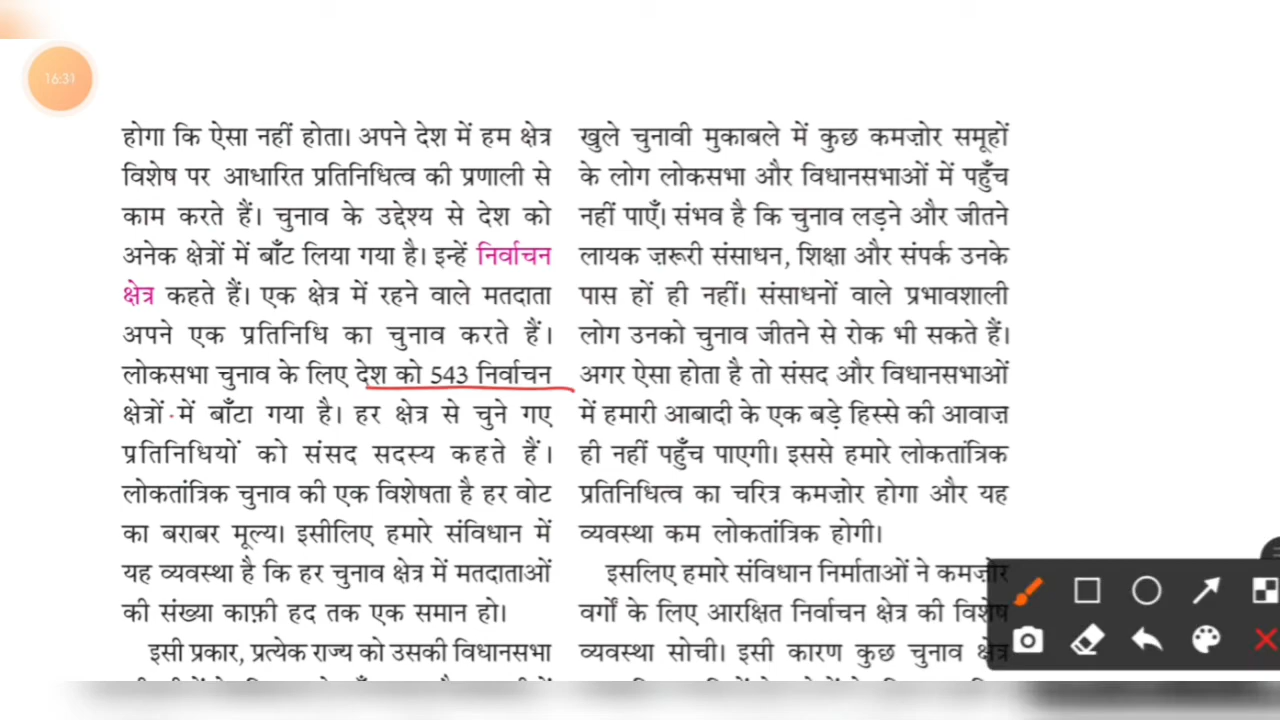 16:31
होगा कि ऐसा नहीं होता। अपने देश में हम क्षेत्र
विशेष पर आधारित प्रतिनिधित्व की प्रणाली से
काम करते हैं। चुनाव के उद्देश्य से देश को
अनेक क्षेत्रों में बाँट लिया गया है। इन्हें निर्वाचन
क्षेत्र कहते हैं। एक क्षेत्र में रहने वाले मतदाता
अपने एक प्रतिनिधि का चुनाव करते हैं।
लोकसभा चुनाव के लिए देश को 543 निर्वाचन
क्षेत्रों में बाँटा गया है। हर क्षेत्र से चुने गए
प्रतिनिधियों को संसद सदस्य कहते हैं।
लोकतांत्रिक चुनाव की एक विशेषता है हर वोट
का बराबर मूल्य। इसीलिए हमारे संविधान में
यह व्यवस्था है कि हर चुनाव क्षेत्र में मतदाताओं
की संख्या काफ़ी हद तक एक समान हो।
इसी प्रकार, प्रत्येक राज्य को उसकी विधानसभा
खुले चुनावी मुकाबले में कुछ कमज़ोर समूहों
के लोग लोकसभा और विधानसभाओं में पहुँच
नहीं पाएँ। संभव है कि चुनाव लड़ने और जीतने
लायक ज़रूरी संसाधन, शिक्षा और संपर्क उनके
पास हों ही नहीं। संसाधनों वाले प्रभावशाली
लोग उनको चुनाव जीतने से रोक भी सकते हैं।
अगर ऐसा होता है तो संसद और विधानसभाओं
में हमारी आबादी के एक बड़े हिस्से की आवाज़
ही नहीं पहुँच पाएगी। इससे हमारे लोकतांत्रिक
प्रतिनिधित्व का चरित्र कमज़ोर होगा और यह
व्यवस्था कम लोकतांत्रिक होगी।
इसलिए हमारे संविधान निर्माताओं ने कमज़ोर
वर्गों के लिए आरक्षित निर्वाचन क्षेत्र की विशेष
व्यवस्था सोची। इसी कारण कुछ चुनाव क्षेत्र